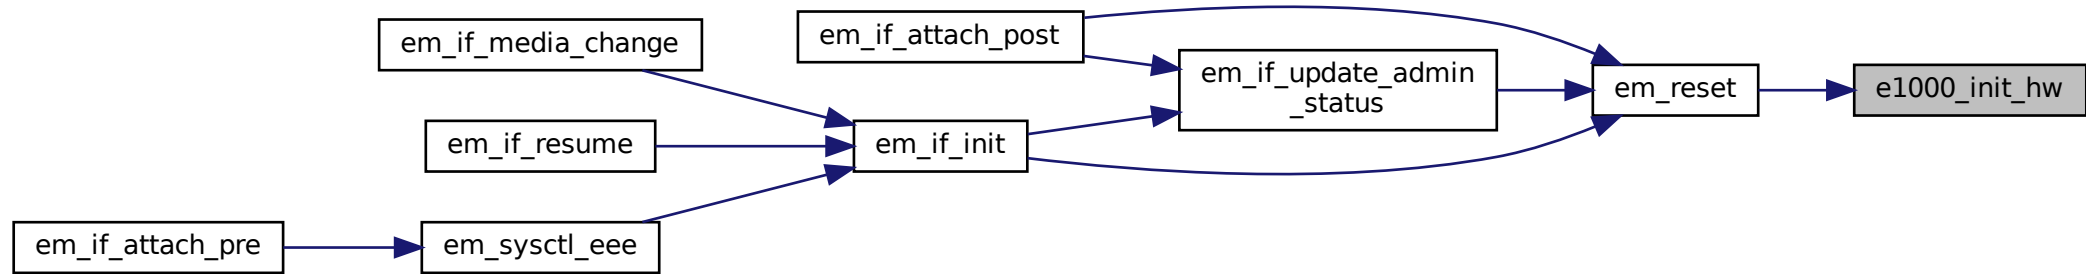 em_if_media_change
em_if_attach_post
em_if_update_admin
_status
em_reset
e1000_init_hw
em_if_resume
em_if_init
em_if_attach_pre
em_sysctl_eee